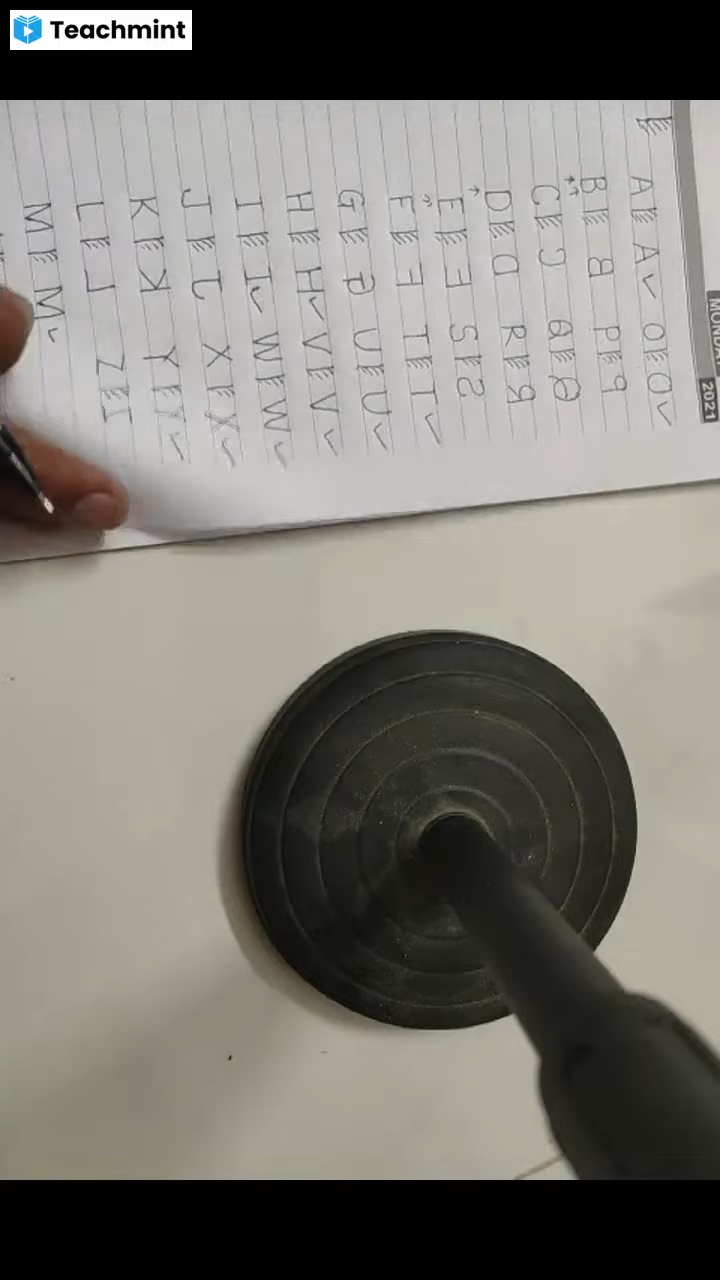 Teachmint
MONDAY 2021
A A ✓ O O ✓
B ᗺ P ꟼ
C Ɔ Q
D ᗡ R Я
E Ǝ S Ƨ
F ꟻ T T ✓
G U U ✓
H H ✓ V V ✓
I I ✓ W W ✓
J X X ✓
K Y Y ✓
L ⅃ Z
M M ✓